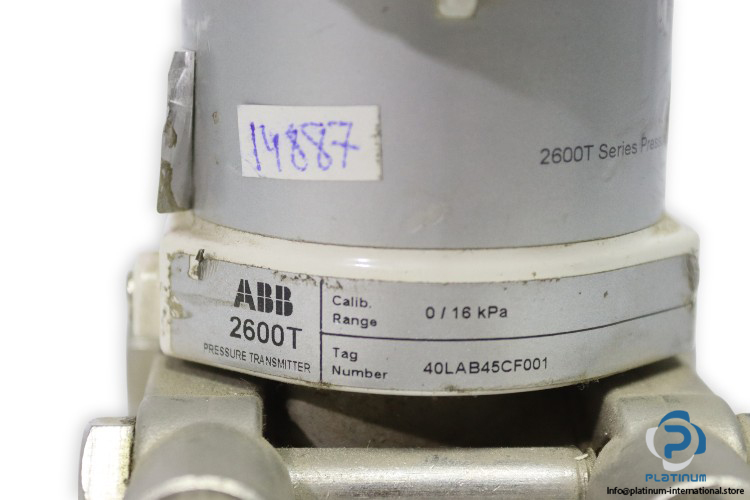 14887
2600T Series
ABB
2600T
PRESSURE TRANSMITTER
Calib.
Range
0 / 16 kPa
Tag
Number
40LAB45CF001
PLATINUM
Info@platinum-international.store